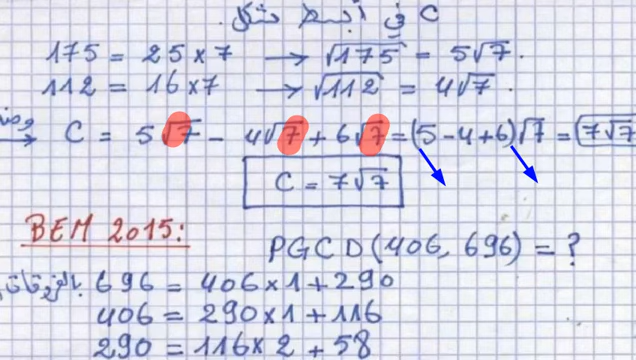 C في أبسط شكل
175 = 25 × 7 → √175 = 5√7.
112 = 16 × 7 → √112 = 4√7.
C = 5√7 - 4√7 + 6√7 = (5-4+6)√7 = 7√7
C = 7√7
BEM 2015:
PGCD(406, 696) = ?
696 = 406×1+290
406 = 290×1+116
290 = 116×2+58